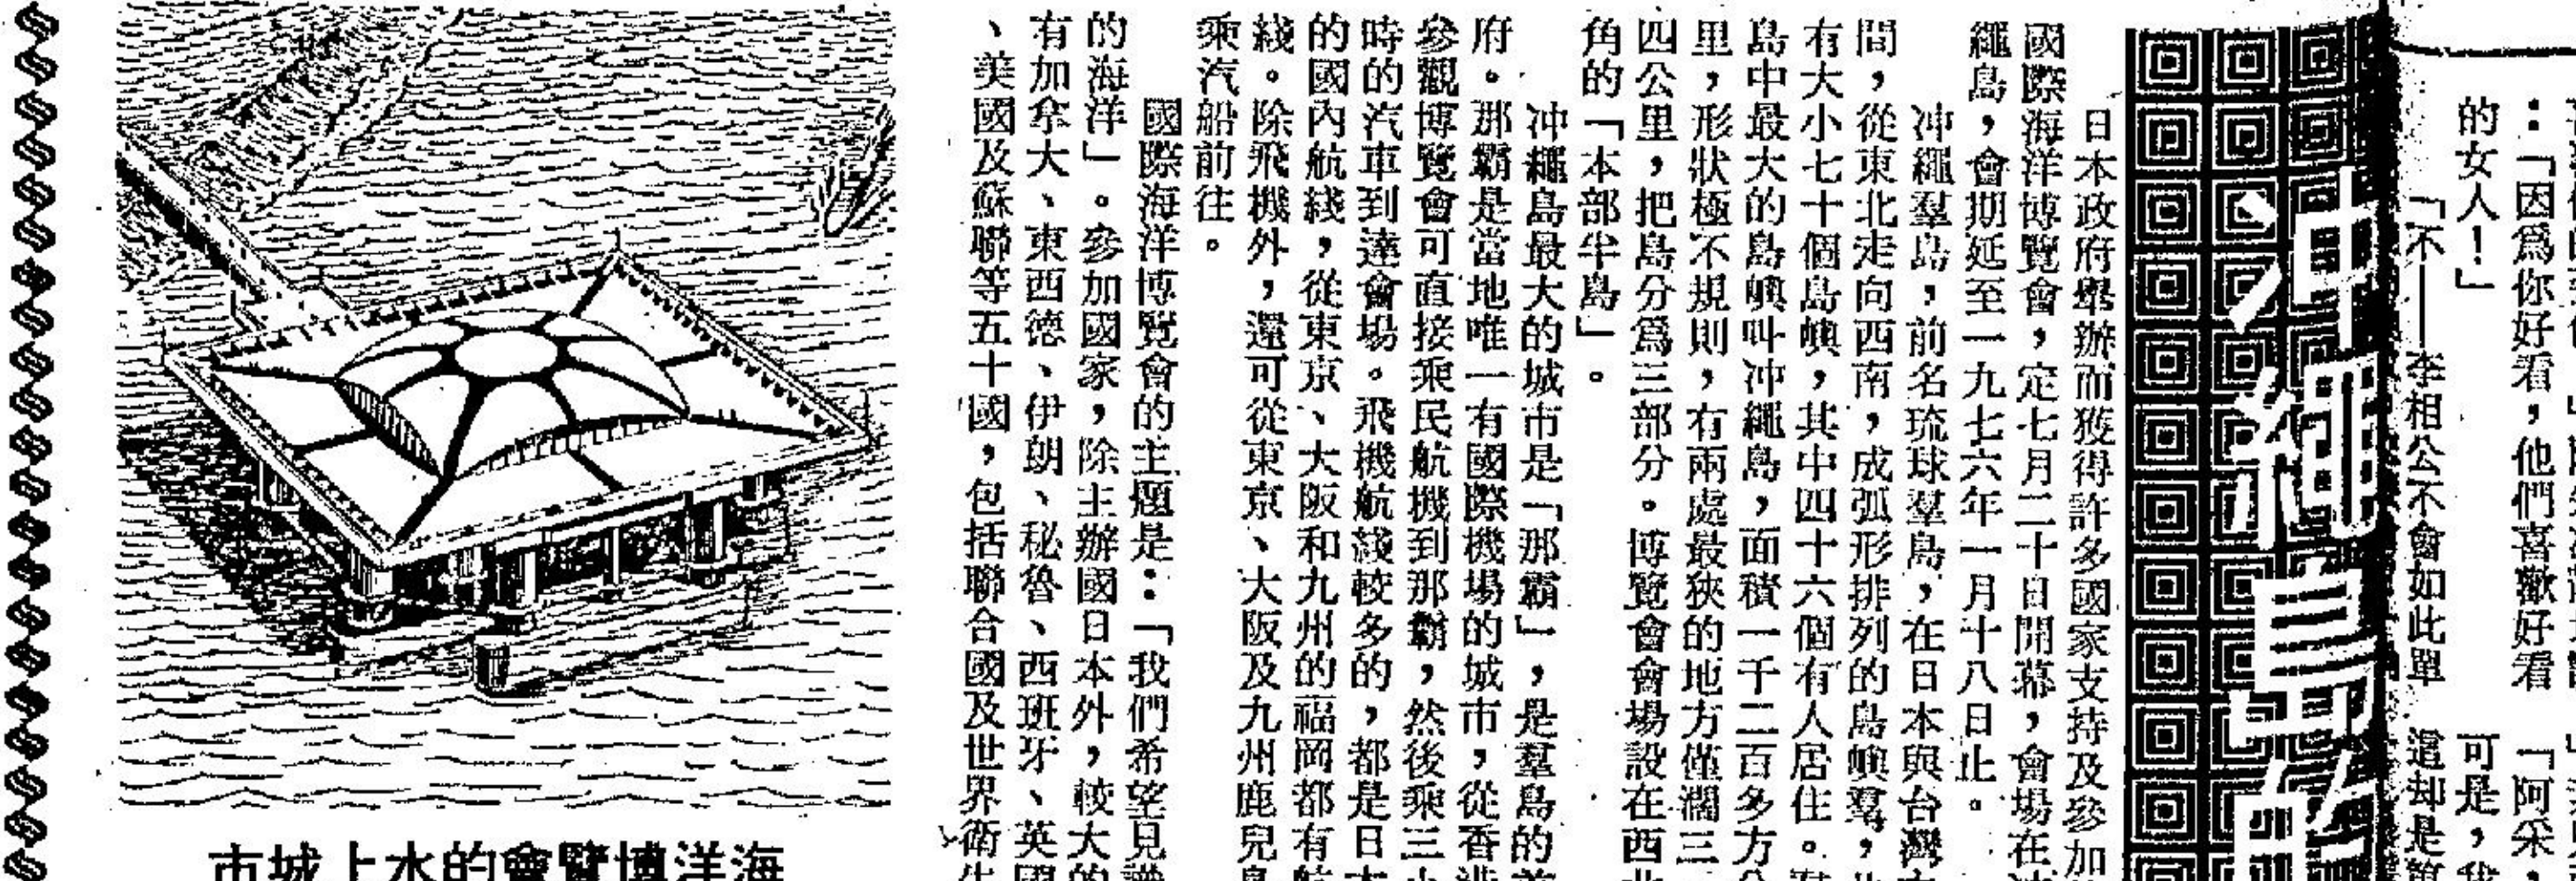 ：「因爲你好看，他們喜歡好看
的女人！」
「不——李相公不會如此單
「阿采，
可是，我
這却是
冲繩島
日本政府舉辦而獲得許多國家支持及參加
國際海洋博覽會，定七月二十日開幕，會場在冲
繩島，會期延至一九七六年一月十八日止。
冲繩羣島，前名琉球羣島，在日本與台灣之
間，從東北走向西南，成弧形排列的島嶼羣，
有大小七十個島嶼，其中四十六個有人居住。羣
島中最大的島嶼叫冲繩島，面積一千二百多方公
里，形狀極不規則，有兩處最狹的地方僅濶三、
四公里，把島分爲三部分。博覽會會場設在西北
角的「本部半島」。
冲繩島最大的城市是「那霸」，是羣島的首
府。那霸是當地唯一有國際機場的城市，從香港
參觀博覽會可直接乘民航機到那霸，然後乘三小
時的汽車到達會場。飛機航綫較多的，都是日本
的國內航綫，從東京、大阪和九州的福岡都有航
綫。除飛機外，還可從東京、大阪及九州鹿兒島
乘汽船前往。
國際海洋博覽會的主題是：「我們希望見識
的海洋」。參加國家，除主辦國日本外，較大的
有加拿大、東西德、伊朗、秘魯、西班牙、英國
、美國及蘇聯等五十國，包括聯合國及世界衛生
海洋博覽會的水上城市